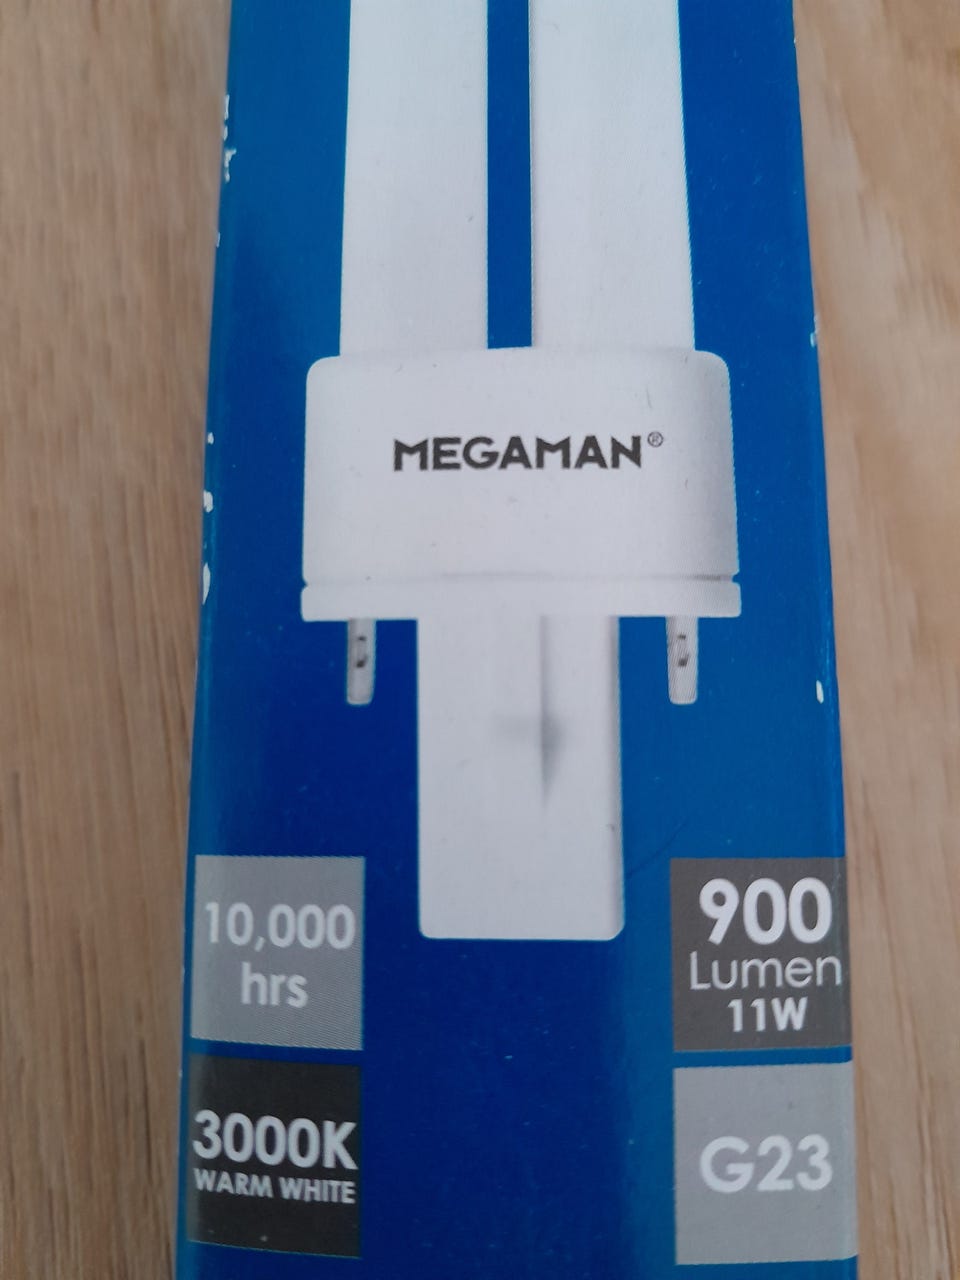 MEGAMAN®
10,000
hrs
3000K
WARM WHITE
900
Lumen
11W
G23